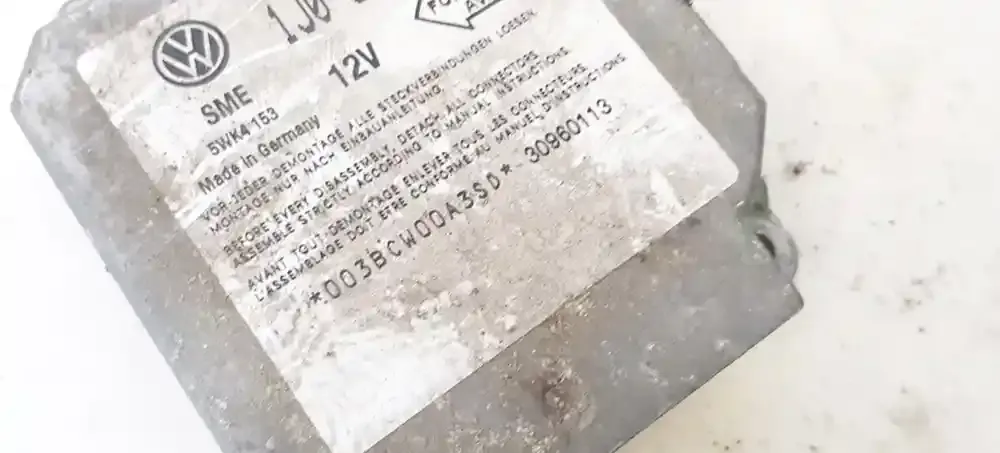 1J0
12V
SME
5WK4 153
Made in Germany
VOR JEDER DEMONTAGE ALLE STECKVERBINDUNGEN LOESEN.
MONTAGE NUR NACH EINBAUANLEITUNG.
BEFORE EVERY DISASSEMBLY, DETACH ALL CONNECTORS
ASSEMBLE STRICTLY ACCORDING TO MANUAL INSTRUCTIONS.
AVANT TOUT DEMONTAGE ENLEVER TOUS LES CONNECTEURS
L'ASSEMBLAGE DOIT ETRE CONFORME AU MANUEL D'INSTRUCTIONS.
*003BCW00A3SD* 30960113